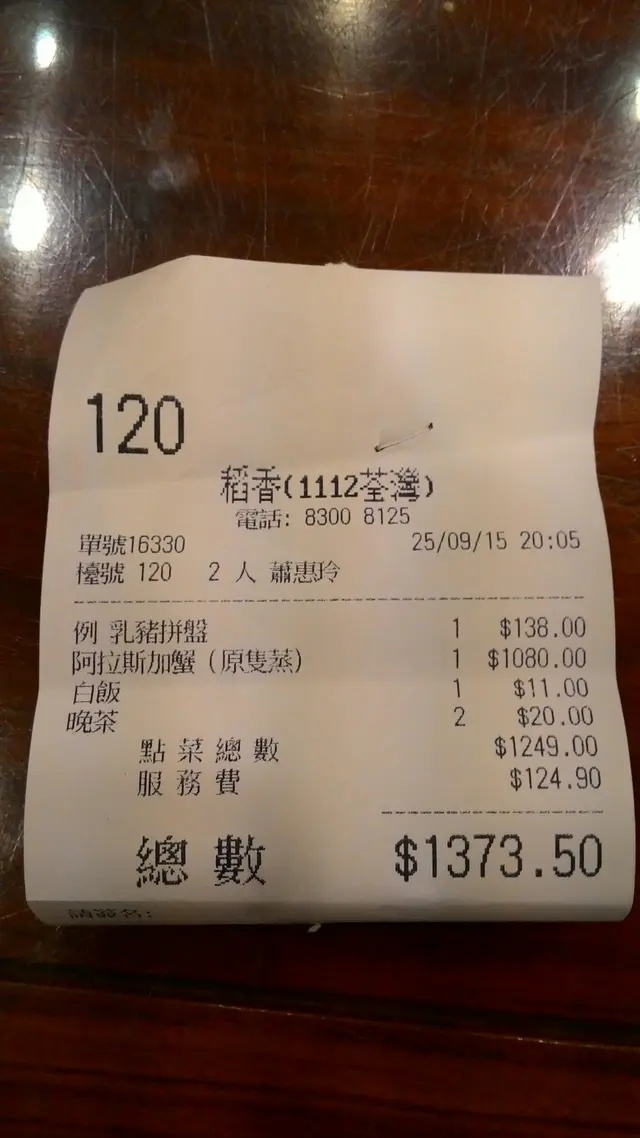 120
稻香(1112荃灣)
電話: 8300 8125
單號16330 25/09/15 20:05
檯號 120 2 人 蕭惠玲
例 乳豬拼盤 1 $138.00
阿拉斯加蟹 (原隻蒸) 1 $1080.00
白飯 1 $11.00
晚茶 2 $20.00
點菜總數 $1249.00
服務費 $124.90
總數 $1373.50